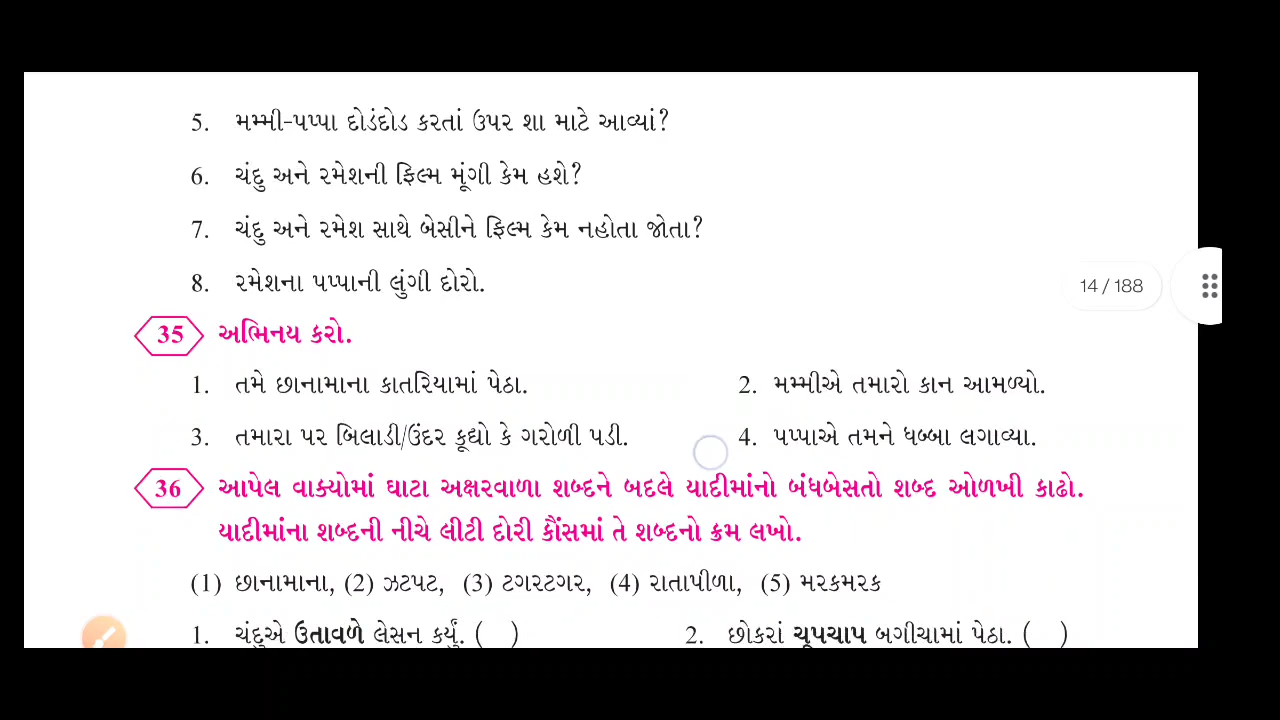 5. મમ્મી-પપ્પા દોડંદોડ કરતાં ઉપર શા માટે આવ્યાં?
6. ચંદુ અને રમેશની ફિલ્મ મૂંગી કેમ હશે?
7. ચંદુ અને રમેશ સાથે બેસીને ફિલ્મ કેમ નહોતા જોતા?
8. રમેશના પપ્પાની લુંગી દોરો.
14 / 188
35 અભિનય કરો.
1. તમે છાનામાના કાતરિયામાં પેઠા. 2. મમ્મીએ તમારો કાન આમળ્યો.
3. તમારા પર બિલાડી/ઉંદર કૂદ્યો કે ગરોળી પડી. 4. પપ્પાએ તમને ધબ્બા લગાવ્યા.
36 આપેલ વાક્યોમાં ઘાટા અક્ષરવાળા શબ્દને બદલે યાદીમાંનો બંધબેસતો શબ્દ ઓળખી કાઢો.
યાદીમાંના શબ્દની નીચે લીટી દોરી કૌંસમાં તે શબ્દનો ક્રમ લખો.
(1) છાનામાના, (2) ઝટપટ, (3) ટગરટગર, (4) રાતાપીળા, (5) મરકમરક
1. ચંદુએ ઉતાવળે લેસન કર્યું. ( ) 2. છોકરાં ચૂપચાપ બગીચામાં પેઠા. ( )